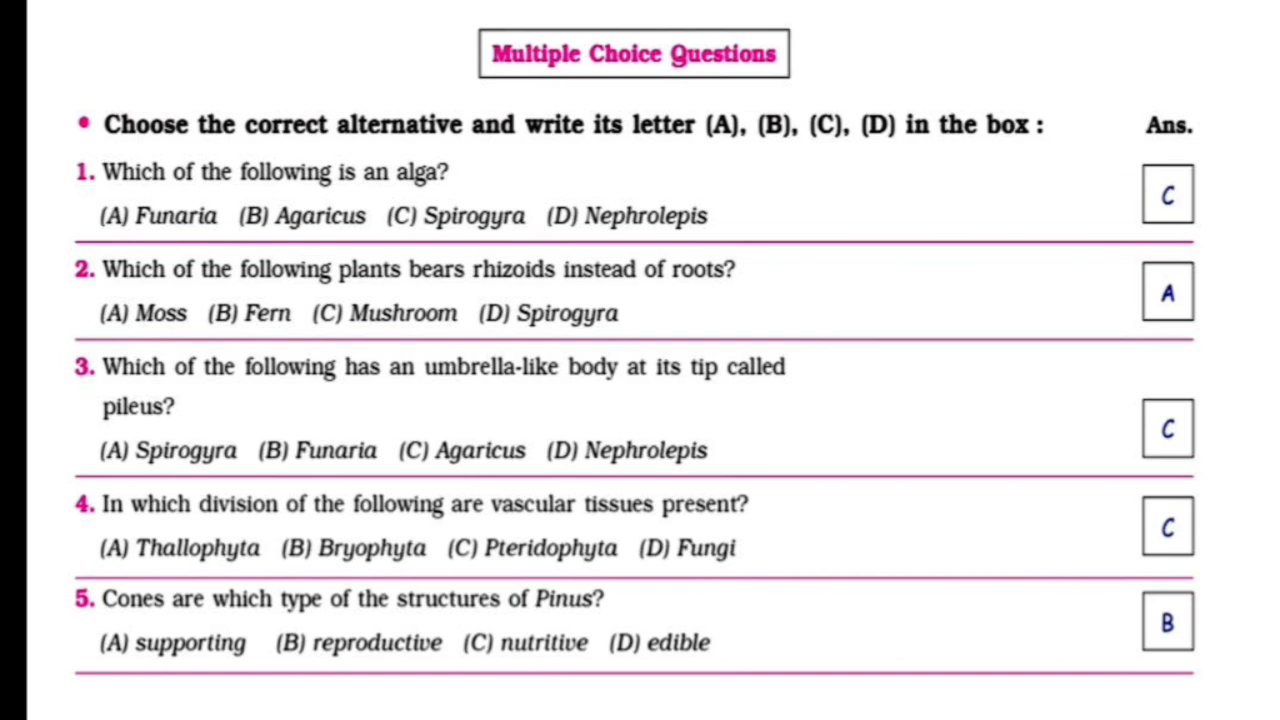 Multiple Choice Questions
• Choose the correct alternative and write its letter (A), (B), (C), (D) in the box : Ans.
1. Which of the following is an alga?
(A) Funaria (B) Agaricus (C) Spirogyra (D) Nephrolepis C
2. Which of the following plants bears rhizoids instead of roots?
(A) Moss (B) Fern (C) Mushroom (D) Spirogyra A
3. Which of the following has an umbrella-like body at its tip called
pileus?
(A) Spirogyra (B) Funaria (C) Agaricus (D) Nephrolepis C
4. In which division of the following are vascular tissues present?
(A) Thallophyta (B) Bryophyta (C) Pteridophyta (D) Fungi C
5. Cones are which type of the structures of Pinus?
(A) supporting (B) reproductive (C) nutritive (D) edible B